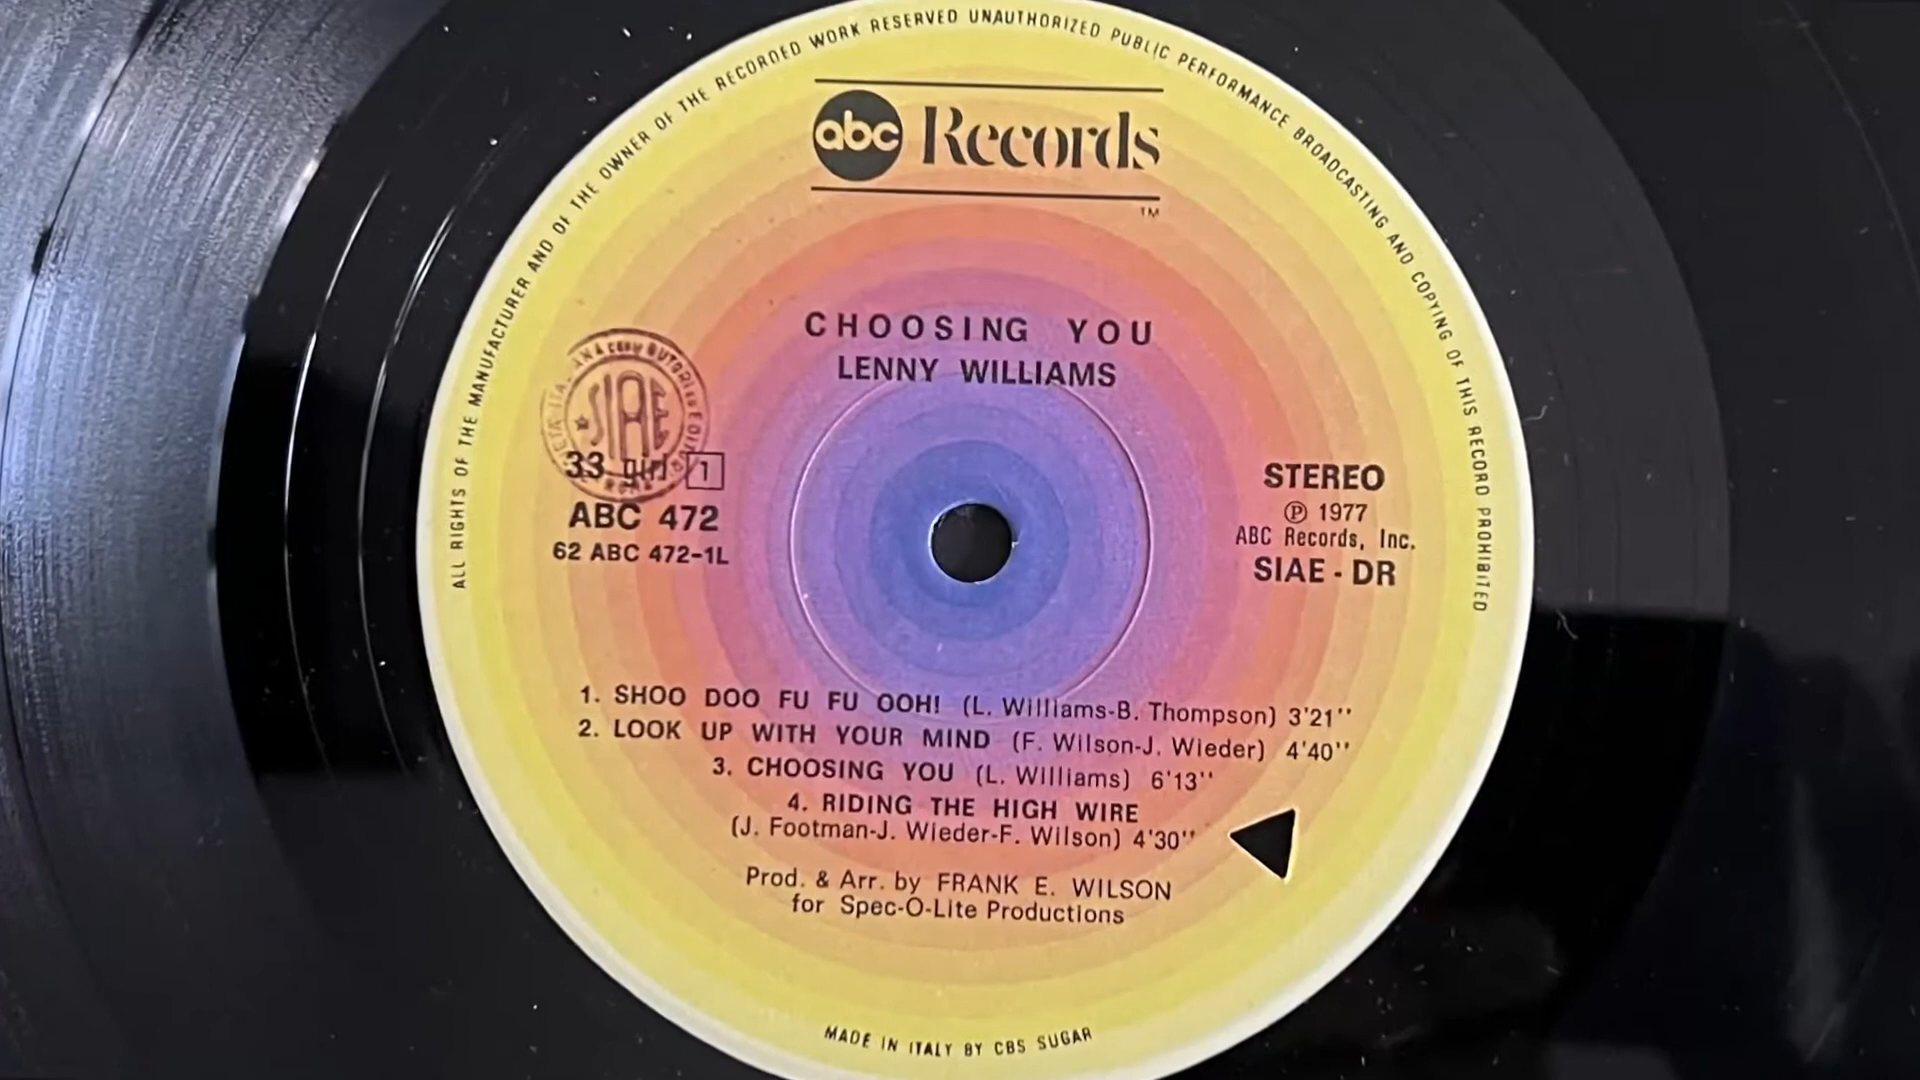 ALL RIGHTS OF THE MANUFACTURER AND OF THE OWNER OF THE RECORDED WORK RESERVED UNAUTHORIZED PUBLIC PERFORMANCE BROADCASTING AND COPYING OF THIS RECORD PROHIBITED
abc Records
TM
CHOOSING YOU
LENNY WILLIAMS
SIAE
33 giri 1
ABC 472
62 ABC 472-1L
STEREO
Ⓟ 1977
ABC Records, Inc.
SIAE - DR
1. SHOO DOO FU FU OOH! (L. Williams-B. Thompson) 3'21''
2. LOOK UP WITH YOUR MIND (F. Wilson-J. Wieder) 4'40''
3. CHOOSING YOU (L. Williams) 6'13''
4. RIDING THE HIGH WIRE
(J. Footman-J. Wieder-F. Wilson) 4'30''
Prod. & Arr. by FRANK E. WILSON
for Spec-O-Lite Productions
MADE IN ITALY BY CBS SUGAR